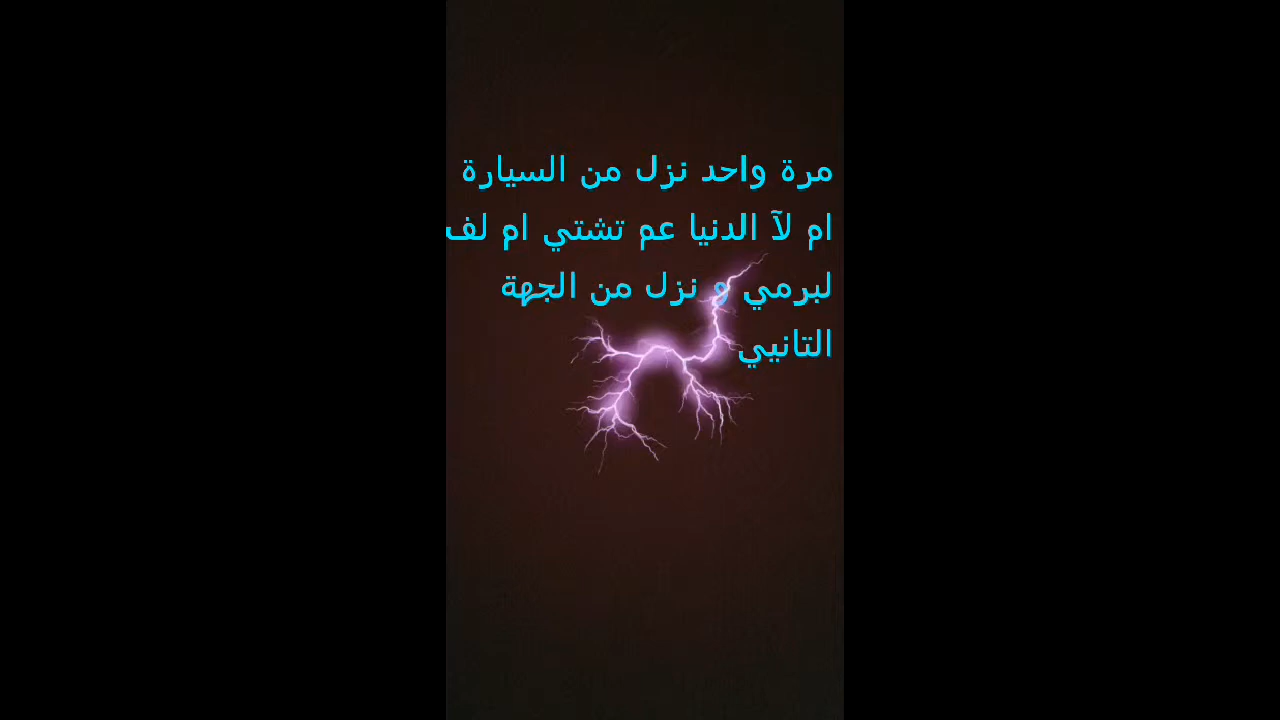 مرة واحد نزل من السيارة
ام لآ الدنيا عم تشتي ام لف
لبرمي و نزل من الجهة
التانيي